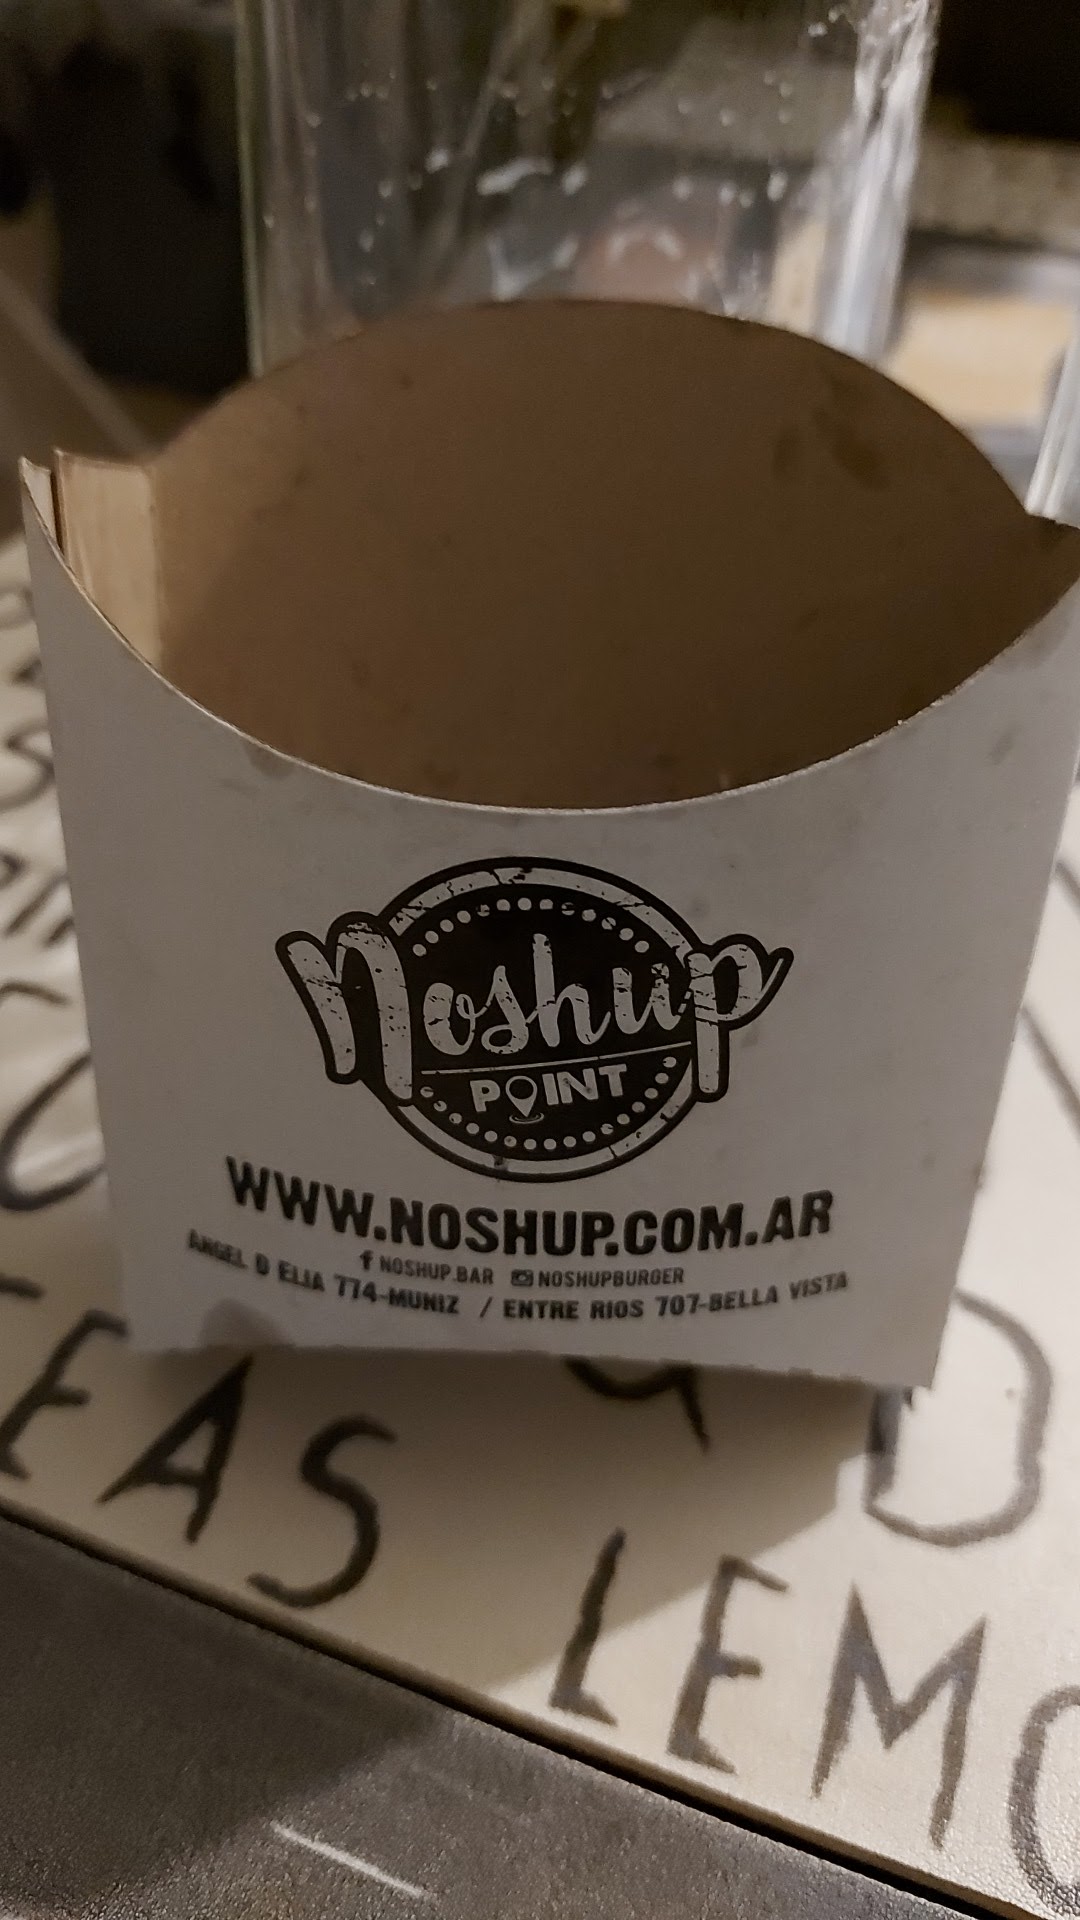 Noshup
POINT
WWW.NOSHUP.COM.AR
NOSHUP.BAR NOSHUPBURGER
ANGEL D ELIA 774-MUÑIZ / ENTRE RIOS 707-BELLA VISTA
EAS
LEMO